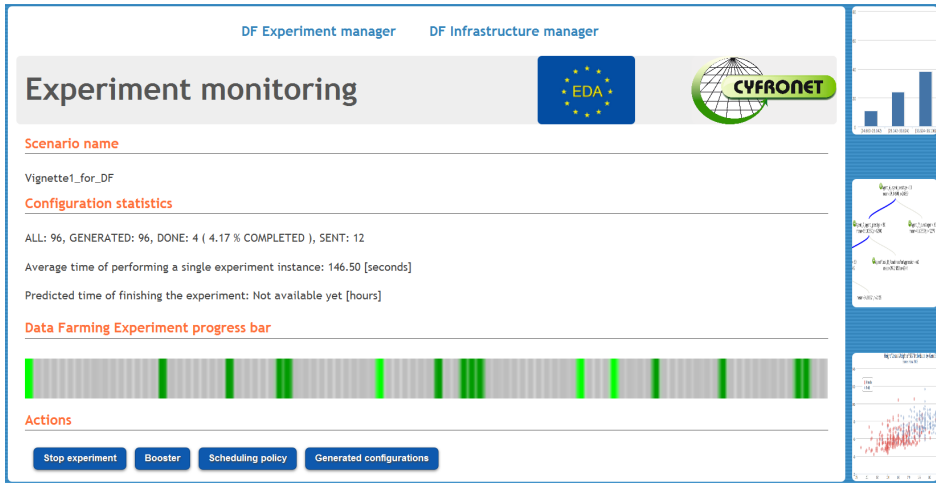 DF Experiment manager DF Infrastructure manager
Experiment monitoring
EDA
CYFRONET
Scenario name
Vignette1_for_DF
Configuration statistics
ALL: 96, GENERATED: 96, DONE: 4 ( 4.17 % COMPLETED ), SENT: 12
Average time of performing a single experiment instance: 146.50 [seconds]
Predicted time of finishing the experiment: Not available yet [hours]
Data Farming Experiment progress bar
Actions
Stop experiment Booster Scheduling policy Generated configurations